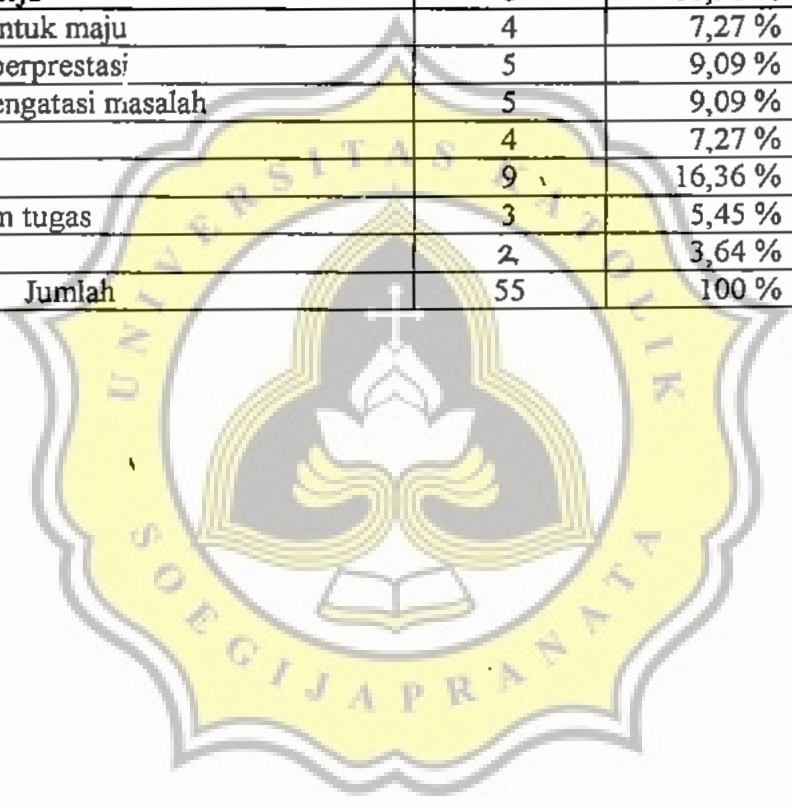 ntuk maju 4 7,27 %
berprestasi 5 9,09 %
engatasi masalah 5 9,09 %
4 7,27 %
9 16,36 %
m tugas 3 5,45 %
2 3,64 %
Jumlah 55 100 %
UNIVERSITAS KATOLIK
SOEGIJAPRANATA